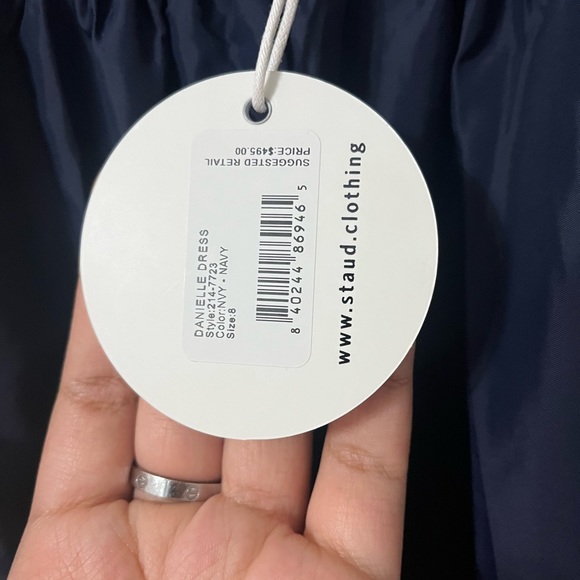 DANIELLE DRESS
Style:214-7723
Color:NVY - NAVY
Size:8
8 40244 86946 5
SUGGESTED RETAIL
PRICE:$495.00
www.staud.clothing